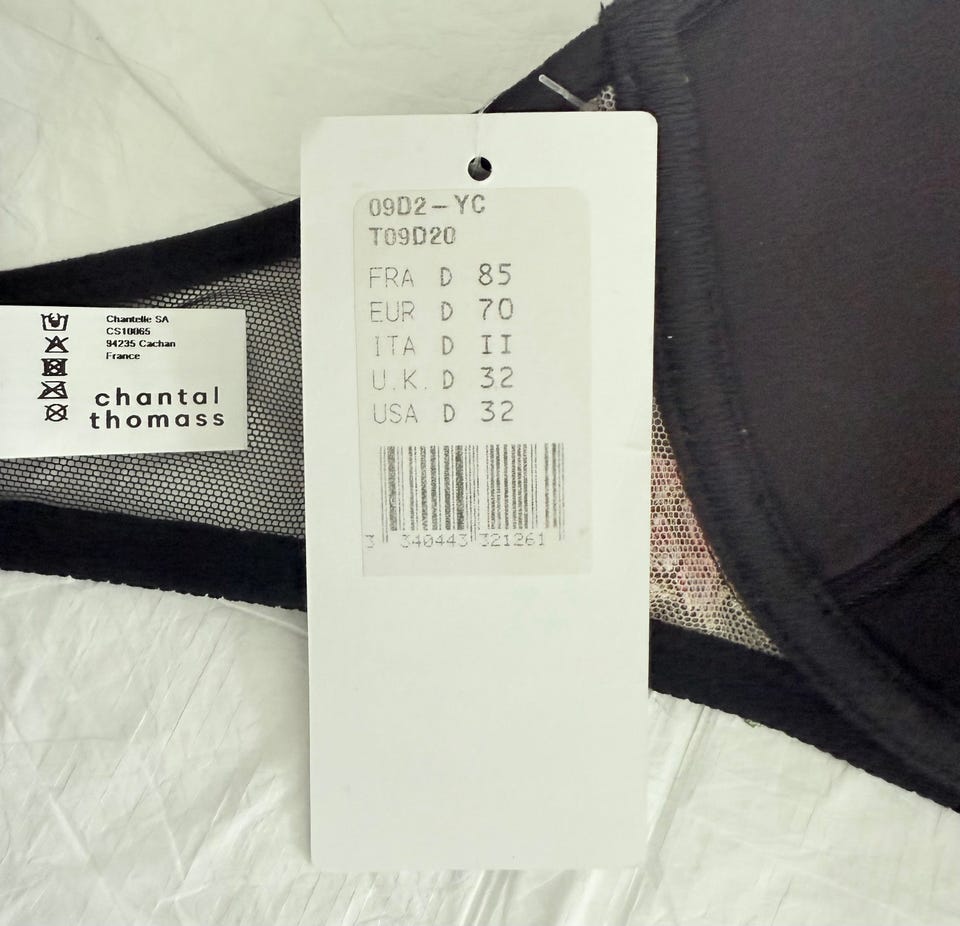 09D2-YC
T09D20
FRA D 85
EUR D 70
ITA D II
U.K. D 32
USA D 32
3 340443 321261
Chantelle SA
CS10065
94235 Cachan
France
chantal
thomass